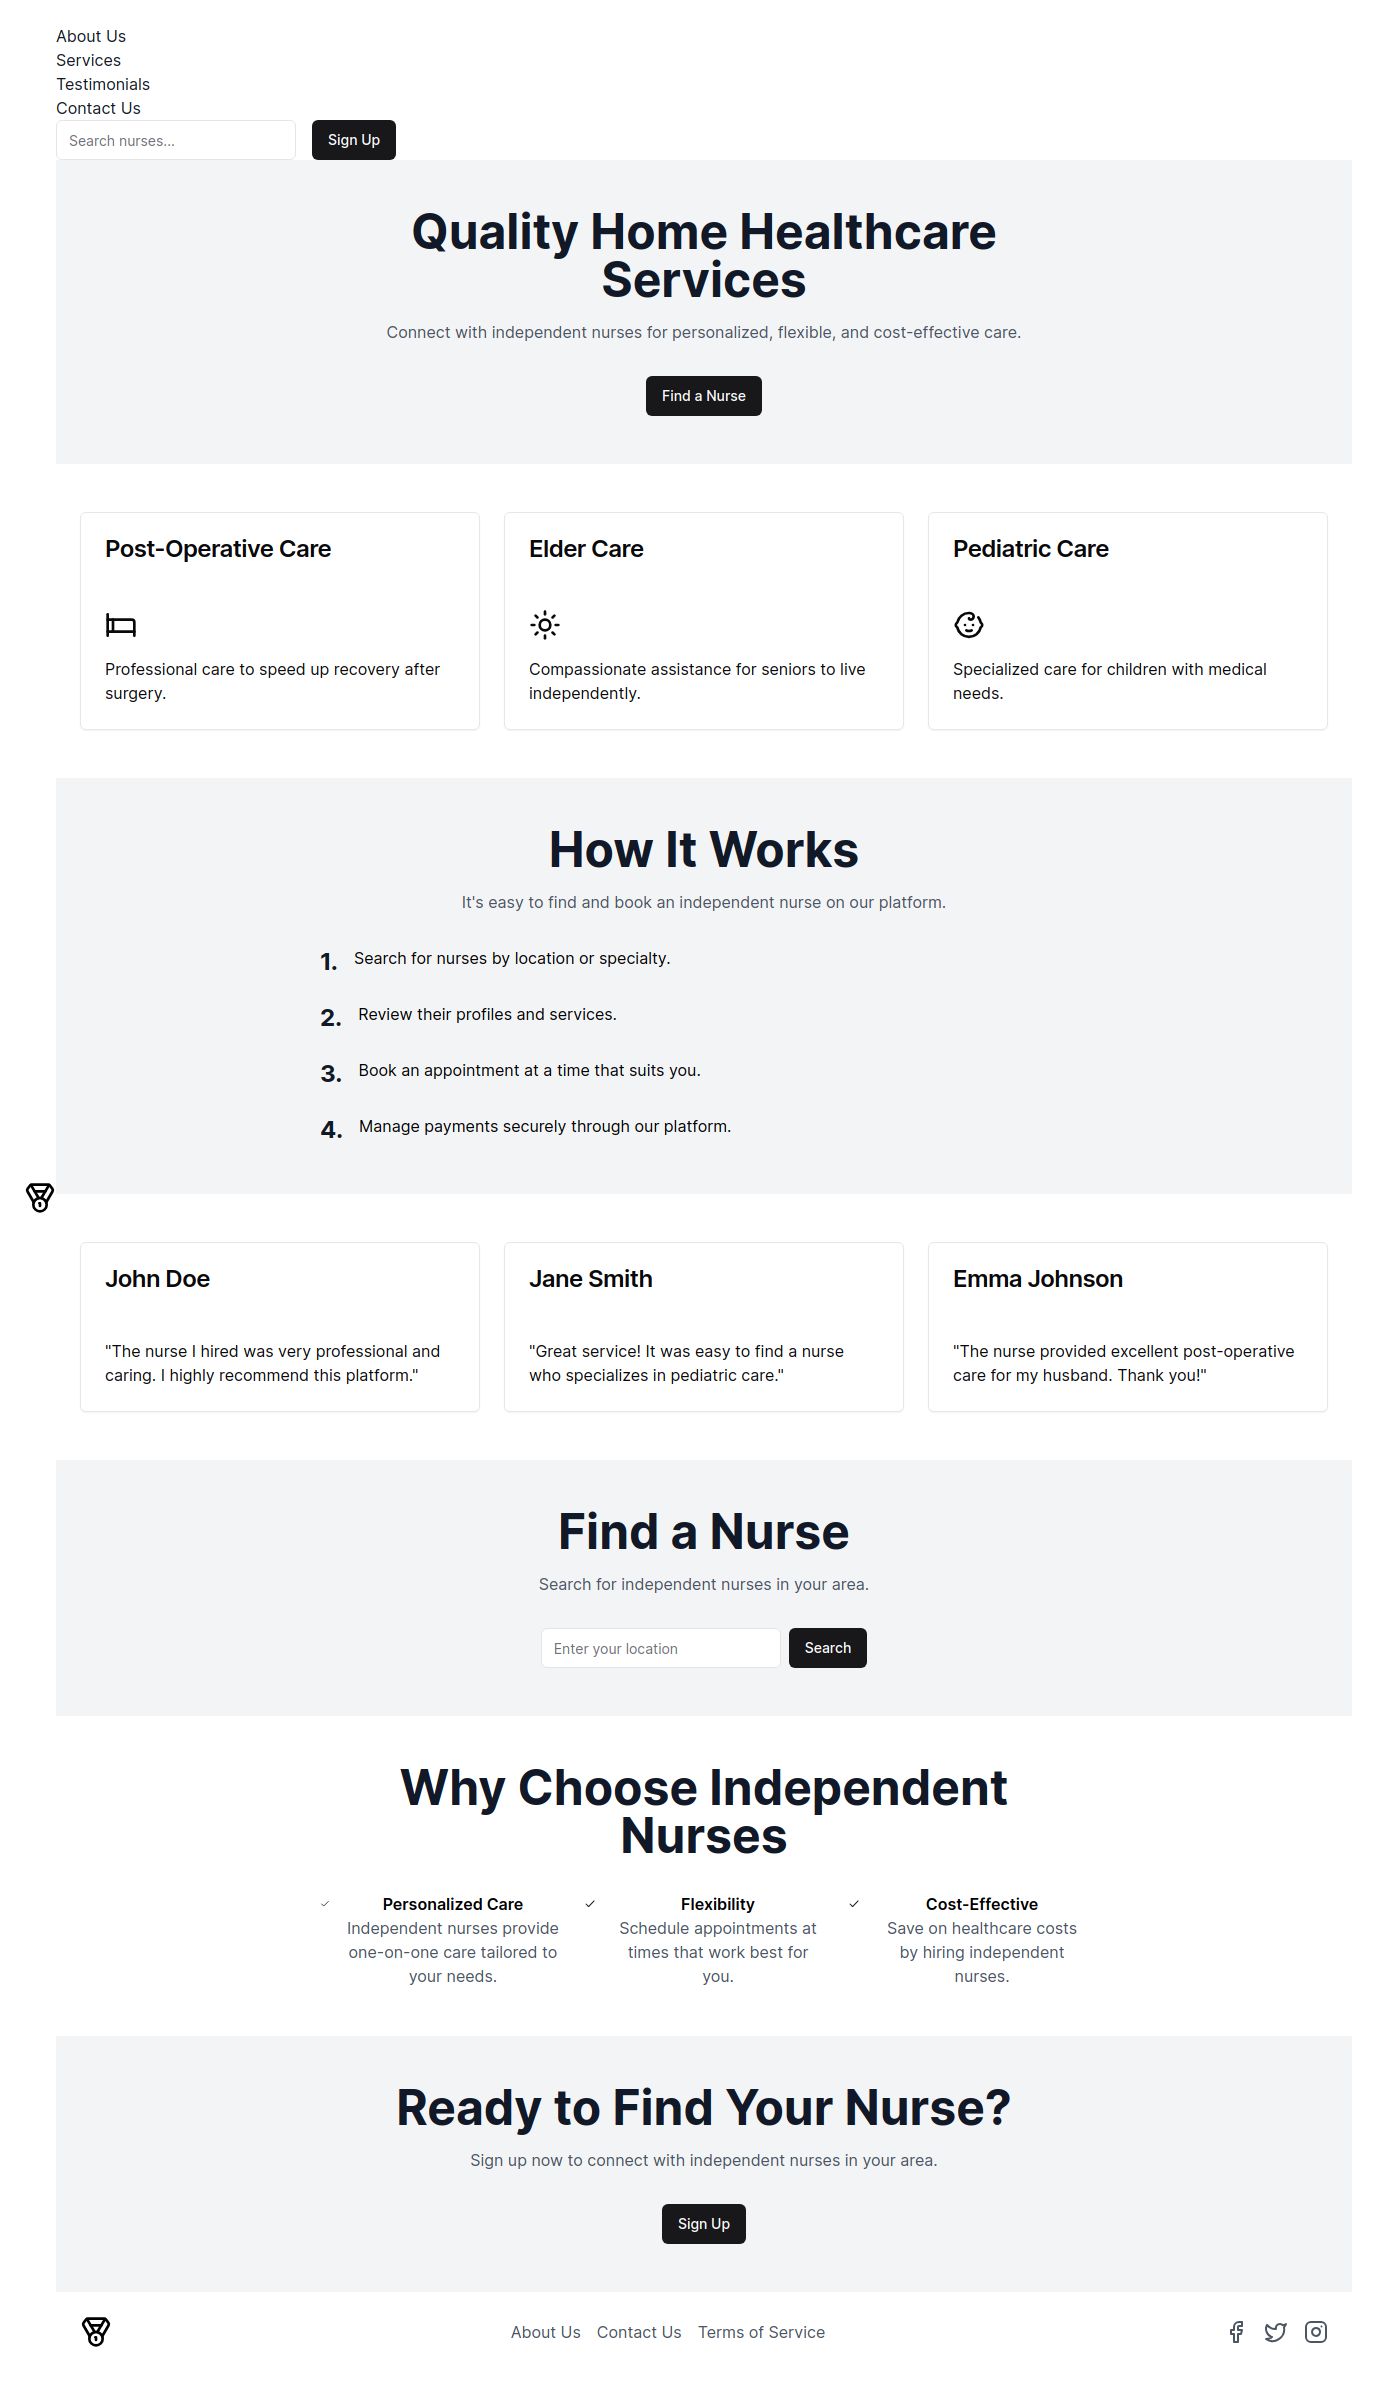 About Us
Services
Testimonials
Contact Us
Search nurses...
Sign Up
Quality Home Healthcare
Services
Connect with independent nurses for personalized, flexible, and cost-effective care.
Find a Nurse
Post-Operative Care
Professional care to speed up recovery after
surgery.
Elder Care
Compassionate assistance for seniors to live
independently.
Pediatric Care
Specialized care for children with medical
needs.
How It Works
It's easy to find and book an independent nurse on our platform.
1. Search for nurses by location or specialty.
2. Review their profiles and services.
3. Book an appointment at a time that suits you.
4. Manage payments securely through our platform.
John Doe
"The nurse I hired was very professional and
caring. I highly recommend this platform."
Jane Smith
"Great service! It was easy to find a nurse
who specializes in pediatric care."
Emma Johnson
"The nurse provided excellent post-operative
care for my husband. Thank you!"
Find a Nurse
Search for independent nurses in your area.
Enter your location
Search
Why Choose Independent
Nurses
Personalized Care
Independent nurses provide
one-on-one care tailored to
your needs.
Flexibility
Schedule appointments at
times that work best for
you.
Cost-Effective
Save on healthcare costs
by hiring independent
nurses.
Ready to Find Your Nurse?
Sign up now to connect with independent nurses in your area.
Sign Up
About Us
Contact Us
Terms of Service